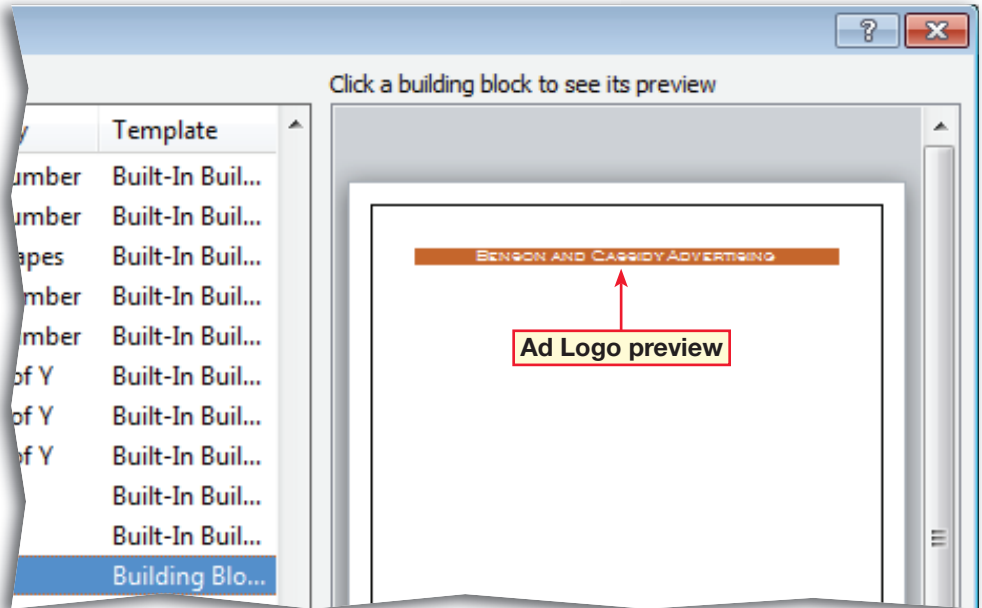 ?
Click a building block to see its preview
y Template
umber Built-In Buil...
umber Built-In Buil...
apes Built-In Buil...
mber Built-In Buil...
mber Built-In Buil...
of Y Built-In Buil...
of Y Built-In Buil...
of Y Built-In Buil...
Built-In Buil...
Built-In Buil...
Building Blo...
Benson and Cassidy Advertising
Ad Logo preview